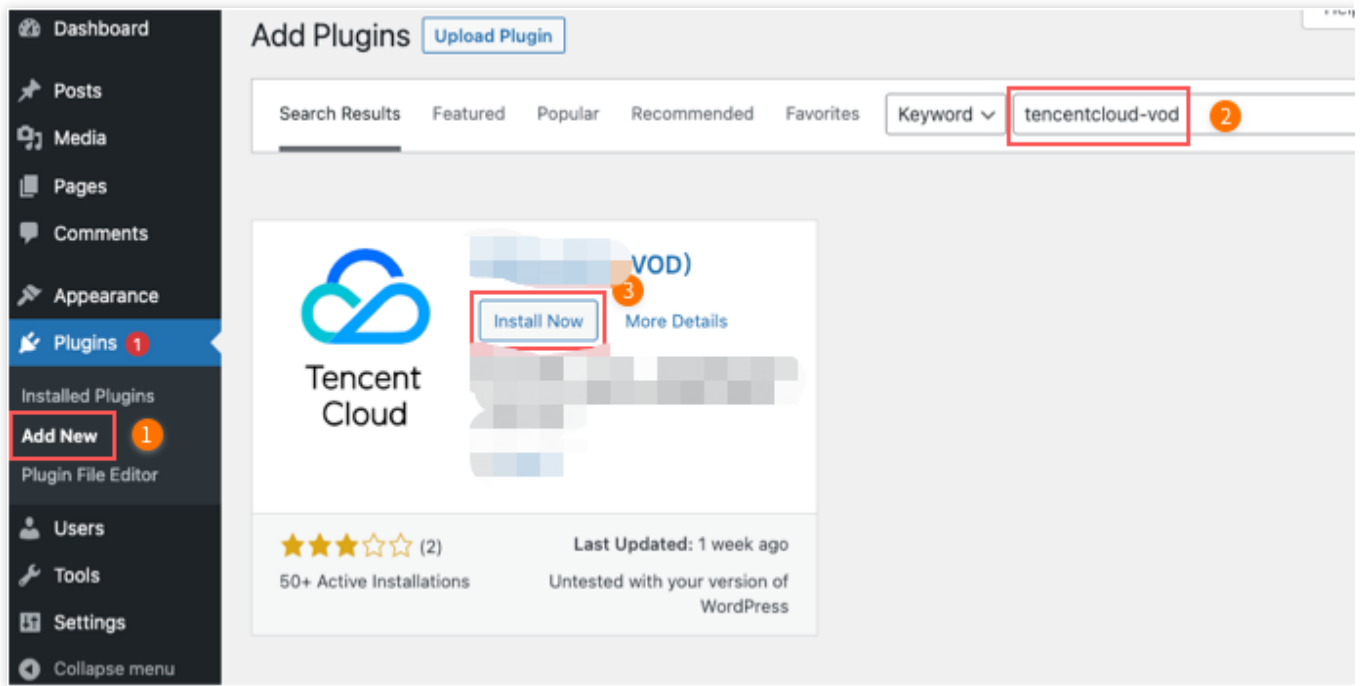 Dashboard
Posts
Media
Pages
Comments
Appearance
Plugins 1
Installed Plugins
Add New 1
Plugin File Editor
Users
Tools
Settings
Collapse menu
Add Plugins Upload Plugin
Search Results Featured Popular Recommended Favorites Keyword tencentcloud-vod 2
VOD)
3
Install Now More Details
Tencent
Cloud
(2)
50+ Active Installations
Last Updated: 1 week ago
Untested with your version of
WordPress